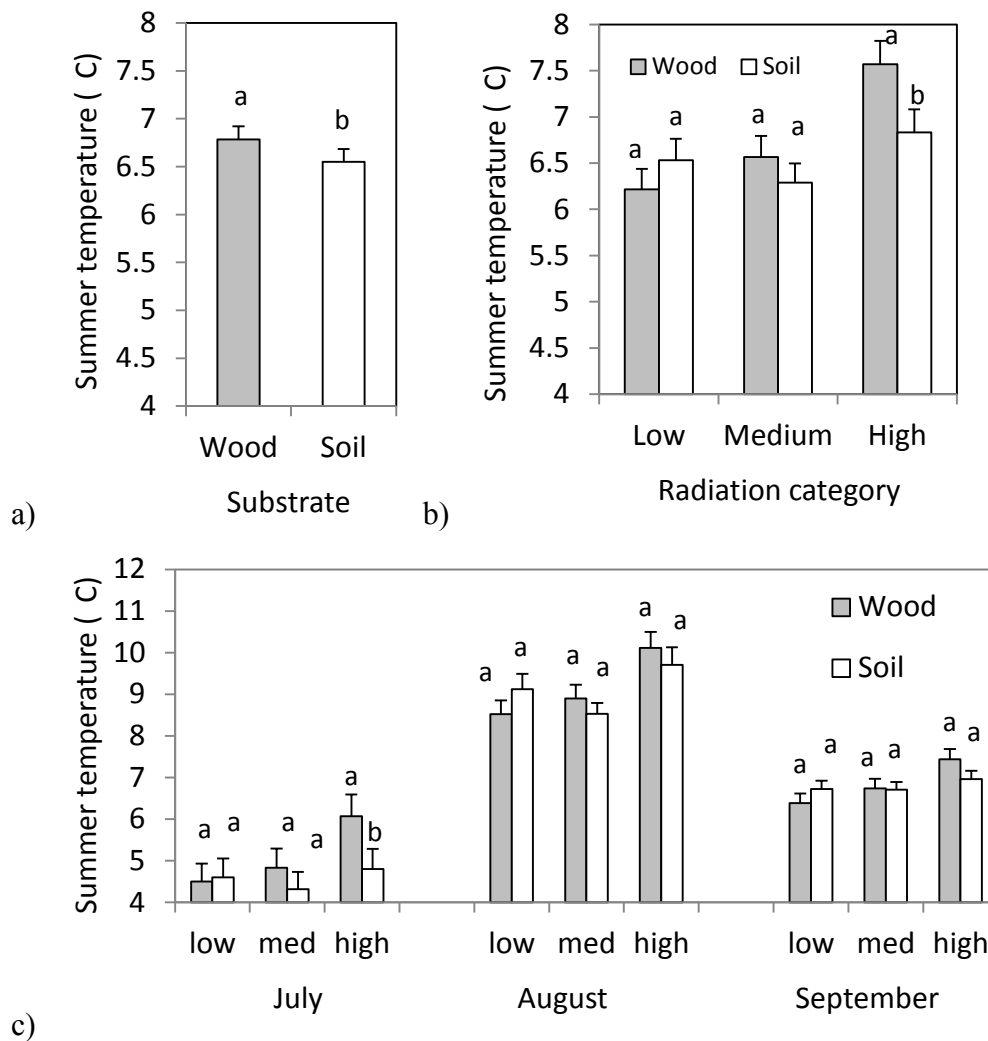 Summer temperature ( C)
8
7.5
7
6.5
6
5.5
5
4.5
4
a
b
Wood
Soil
Substrate
a)
Summer temperature ( C)
8
7.5
7
6.5
6
5.5
5
4.5
4
Wood
Soil
a
a
a
a
a
b
Low
Medium
High
Radiation category
b)
Summer temperature ( C)
12
11
10
9
8
7
6
5
4
Wood
Soil
a a a a a b a a a a a a a a a a a a
low med high low med high low med high
July August September
c)